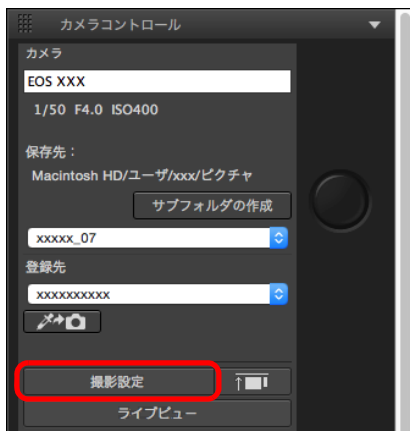 カメラコントロール
カメラ
EOS XXX
1/50 F4.0 ISO400
保存先：
Macintosh HD/ユーザ/xxx/ピクチャ
サブフォルダの作成
xxxxx_07
登録先
xxxxxxxxxx
撮影設定
ライブビュー